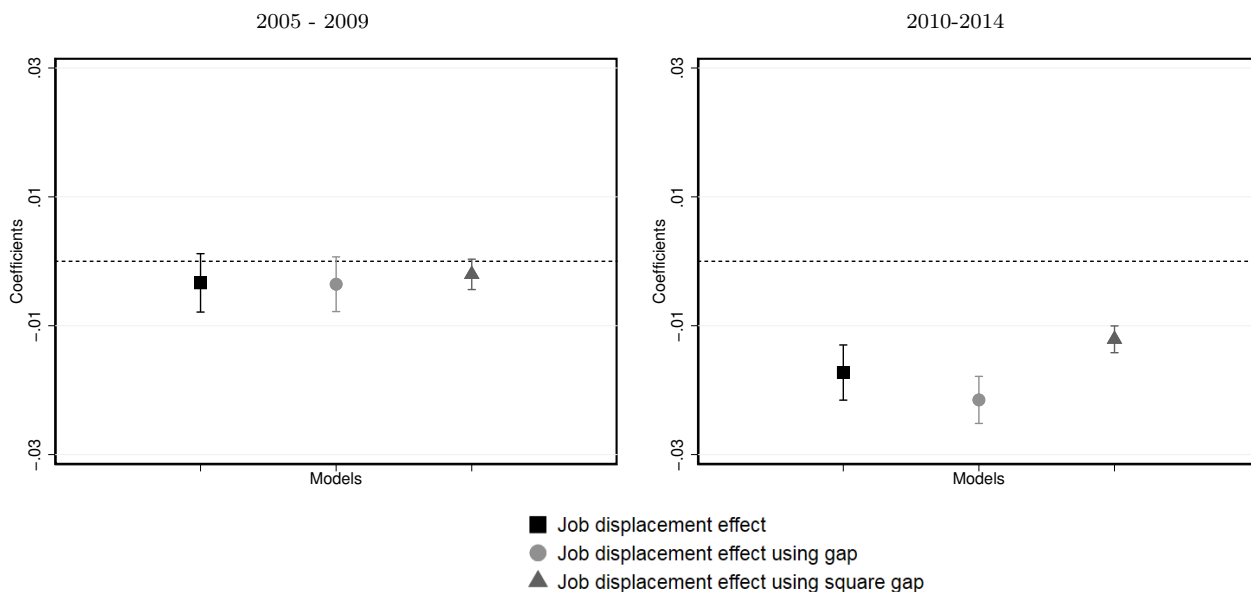 2005 - 2009
2010-2014
.03
.01
-.01
-.03
Coefficients
Models
.03
.01
-.01
-.03
Coefficients
Models
Job displacement effect
Job displacement effect using gap
Job displacement effect using square gap